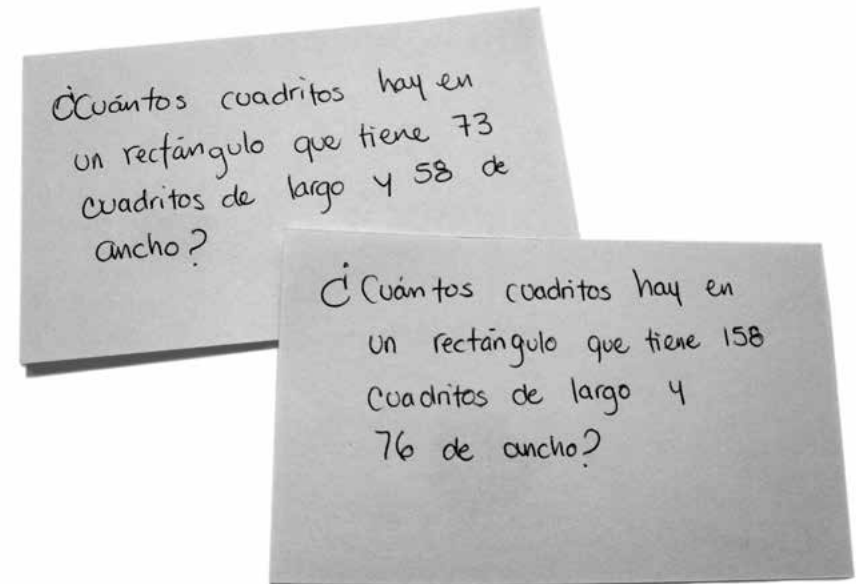 ¿Cuántos cuadritos hay en
un rectángulo que tiene 73
cuadritos de largo y 58 de
ancho?
¿Cuántos cuadritos hay en
un rectángulo que tiene 158
cuadritos de largo y
76 de ancho?